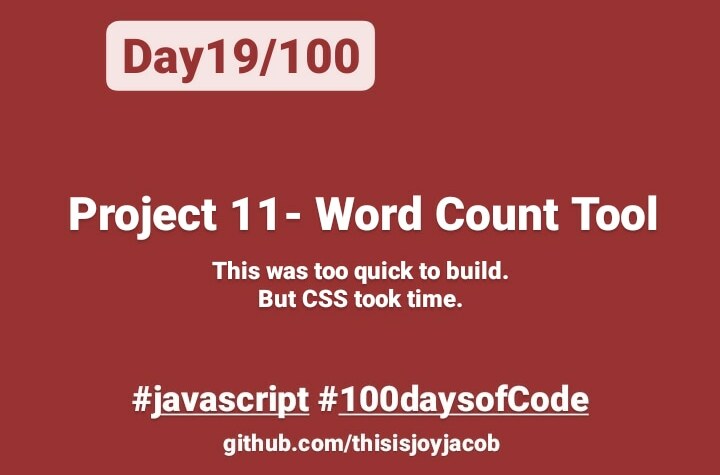 Day19/100
Project 11- Word Count Tool
This was too quick to build.
But CSS took time.
#javascript #100daysofCode
github.com/thisisjoyjacob